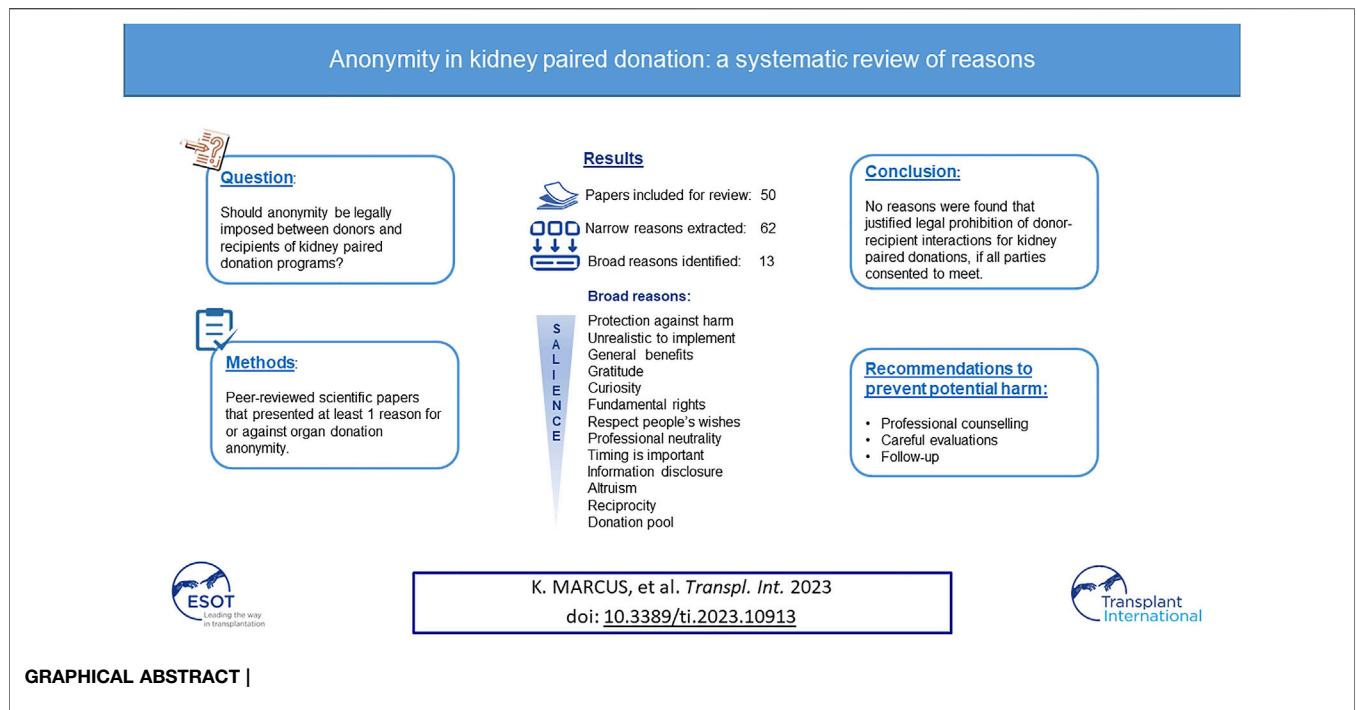 Anonymity in kidney paired donation: a systematic review of reasons
Question:
Should anonymity be legally
imposed between donors and
recipients of kidney paired
donation programs?
Methods:
Peer-reviewed scientific papers
that presented at least 1 reason for
or against organ donation
anonymity.
Results
Papers included for review: 50
Narrow reasons extracted: 62
Broad reasons identified: 13
Broad reasons:
SALIENCE
Protection against harm
Unrealistic to implement
General benefits
Gratitude
Curiosity
Fundamental rights
Respect people's wishes
Professional neutrality
Timing is important
Information disclosure
Altruism
Reciprocity
Donation pool
Conclusion:
No reasons were found that
justified legal prohibition of donor-
recipient interactions for kidney
paired donations, if all parties
consented to meet.
Recommendations to
prevent potential harm:
• Professional counselling
• Careful evaluations
• Follow-up
ESOT
Leading the way
in transplantation
K. MARCUS, et al. Transpl. Int. 2023
doi: 10.3389/ti.2023.10913
Transplant
International
GRAPHICAL ABSTRACT |